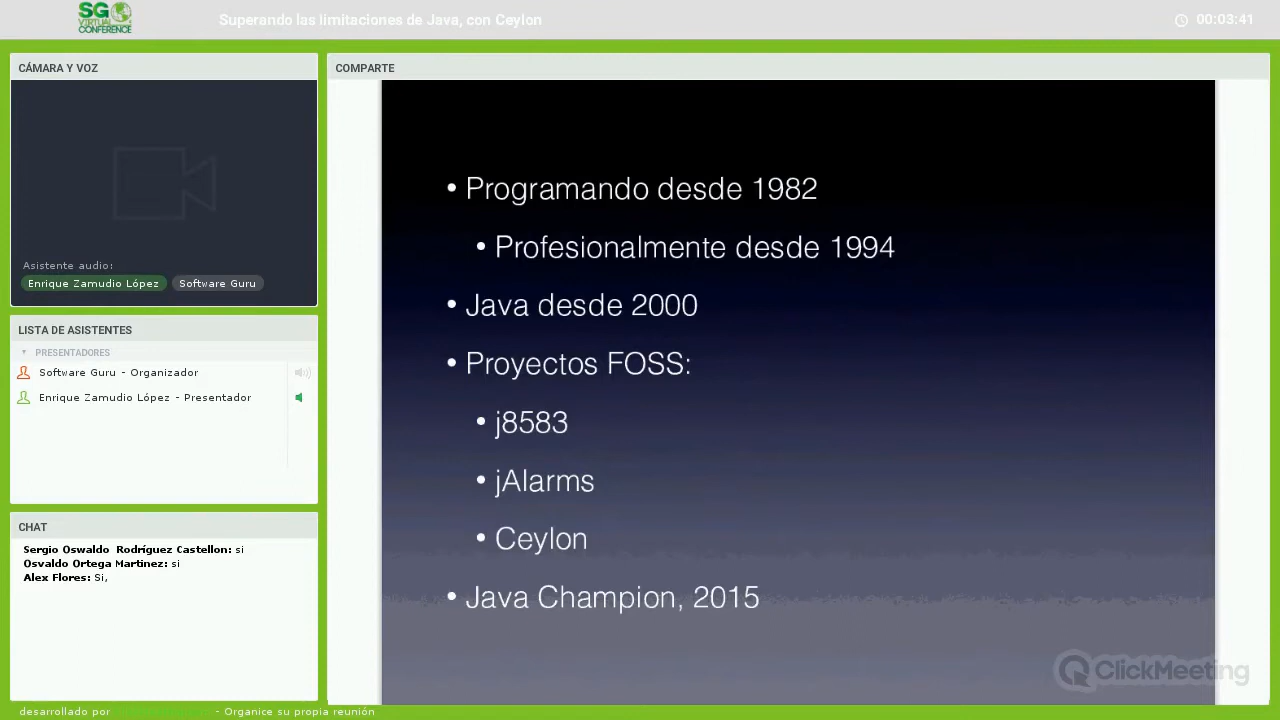 SG
VIRTUAL
CONFERENCE
Superando las limitaciones de Java, con Ceylon
00:03:41
CÁMARA Y VOZ
Asistente audio:
Enrique Zamudio López
Software Guru
LISTA DE ASISTENTES
PRESENTADORES
Software Guru - Organizador
Enrique Zamudio López - Presentador
CHAT
Sergio Oswaldo Rodríguez Castellon: si
Osvaldo Ortega Martinez: si
Alex Flores: Si,
COMPARTE
• Programando desde 1982
• Profesionalmente desde 1994
• Java desde 2000
• Proyectos FOSS:
• j8583
• jAlarms
• Ceylon
• Java Champion, 2015
ClickMeeting
desarrollado por
- Organice su propia reunión